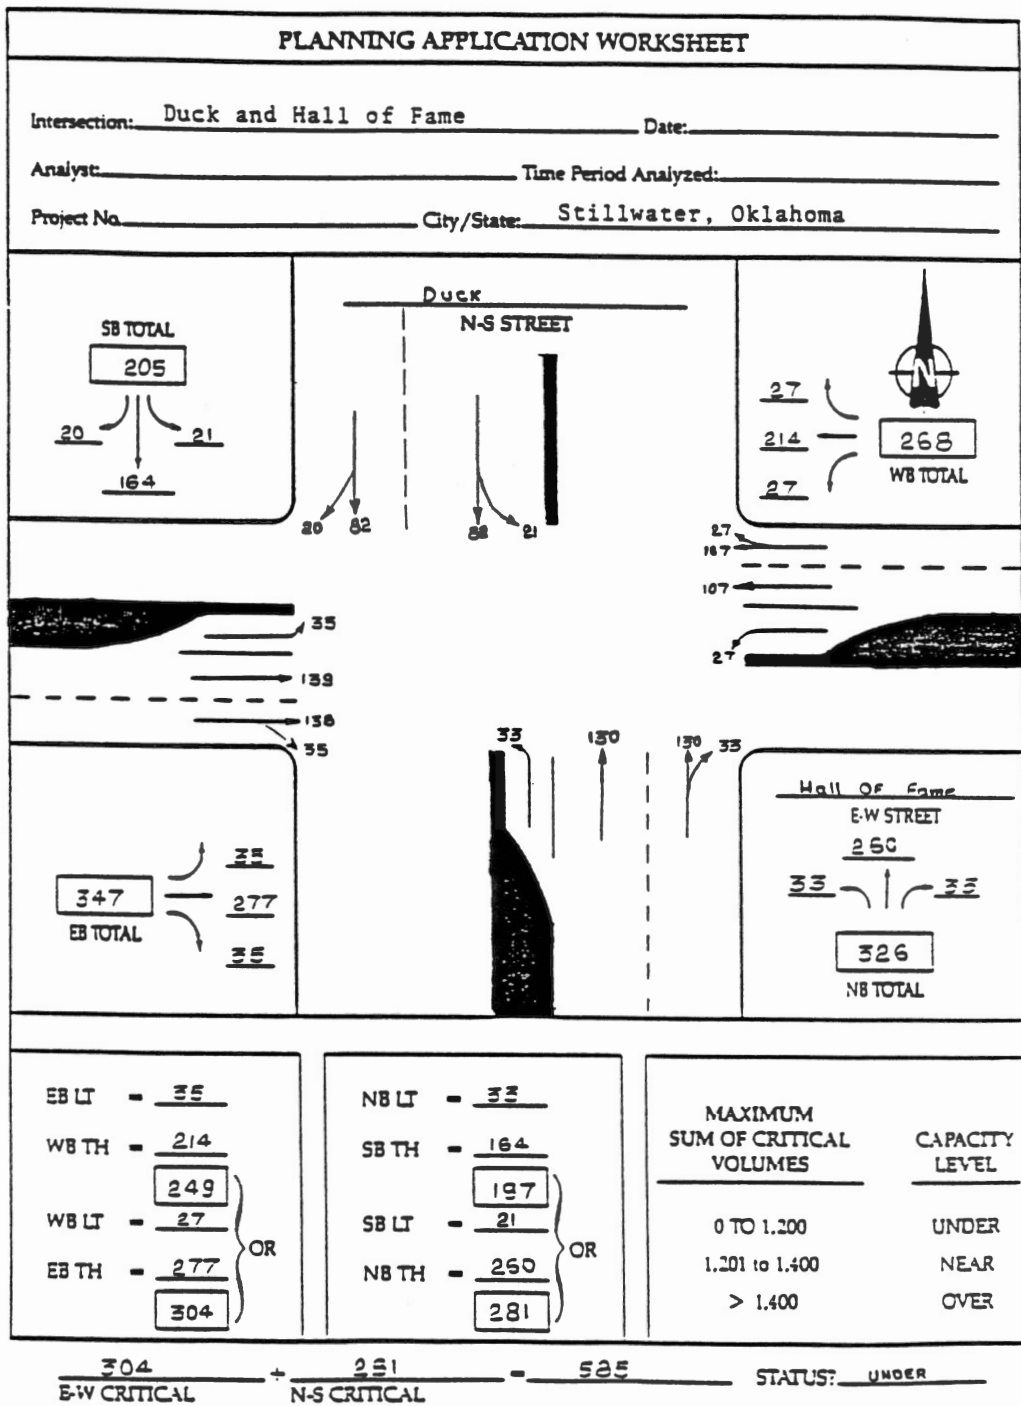 PLANNING APPLICATION WORKSHEET
Intersection: Duck and Hall of Fame Date:
Analyst: Time Period Analyzed:
Project No. City/State: Stillwater, Oklahoma
Duck
N-S STREET
SB TOTAL
205
20 21
164
20 82 82 21
N
27
214 268
WB TOTAL
27
27
107
107
27
35
139
138
35
33 130 130 33
Hall OF Fame
E-W STREET
260
33 33
326
NB TOTAL
35
347 277
EB TOTAL
35
EB LT = 35
WB TH = 214
249
WB LT = 27
EB TH = 277
304
OR
NB LT = 33
SB TH = 164
197
SB LT = 21
NB TH = 260
281
OR
MAXIMUM
SUM OF CRITICAL CAPACITY
VOLUMES LEVEL
0 TO 1,200 UNDER
1,201 to 1,400 NEAR
> 1,400 OVER
304 + 281 = 585 STATUS? UNDER
E-W CRITICAL N-S CRITICAL